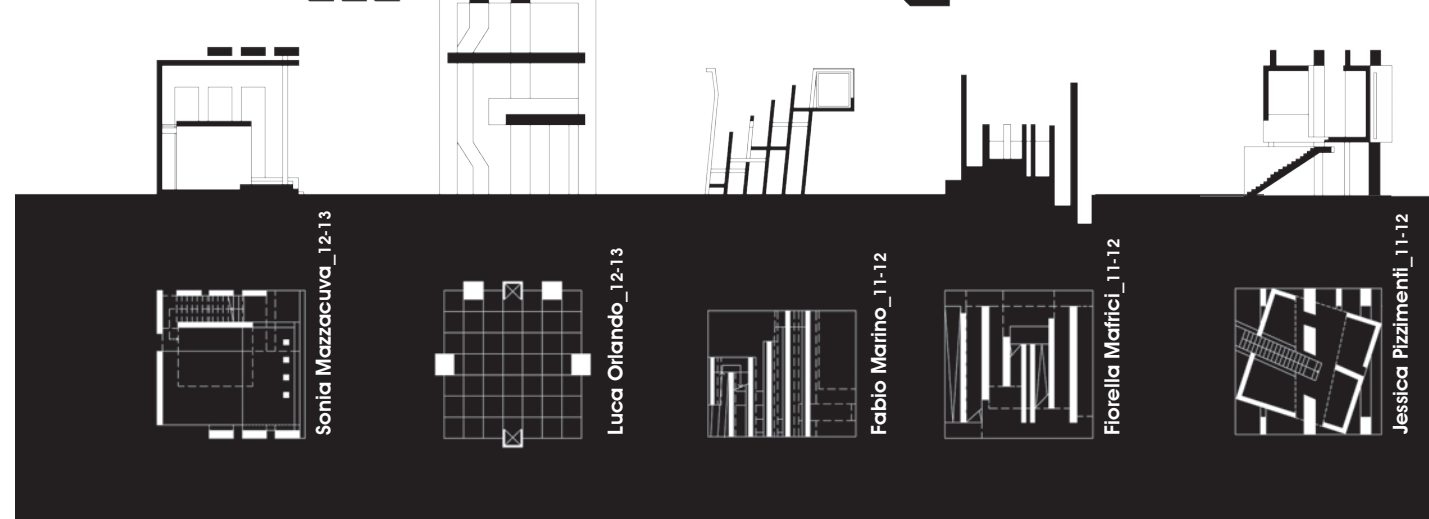 Sonia Mazzacuva_12-13
Luca Orlando_12-13
Fabio Marino_11-12
Fiorella Mafrici_11-12
Jessica Pizzimenti_11-12